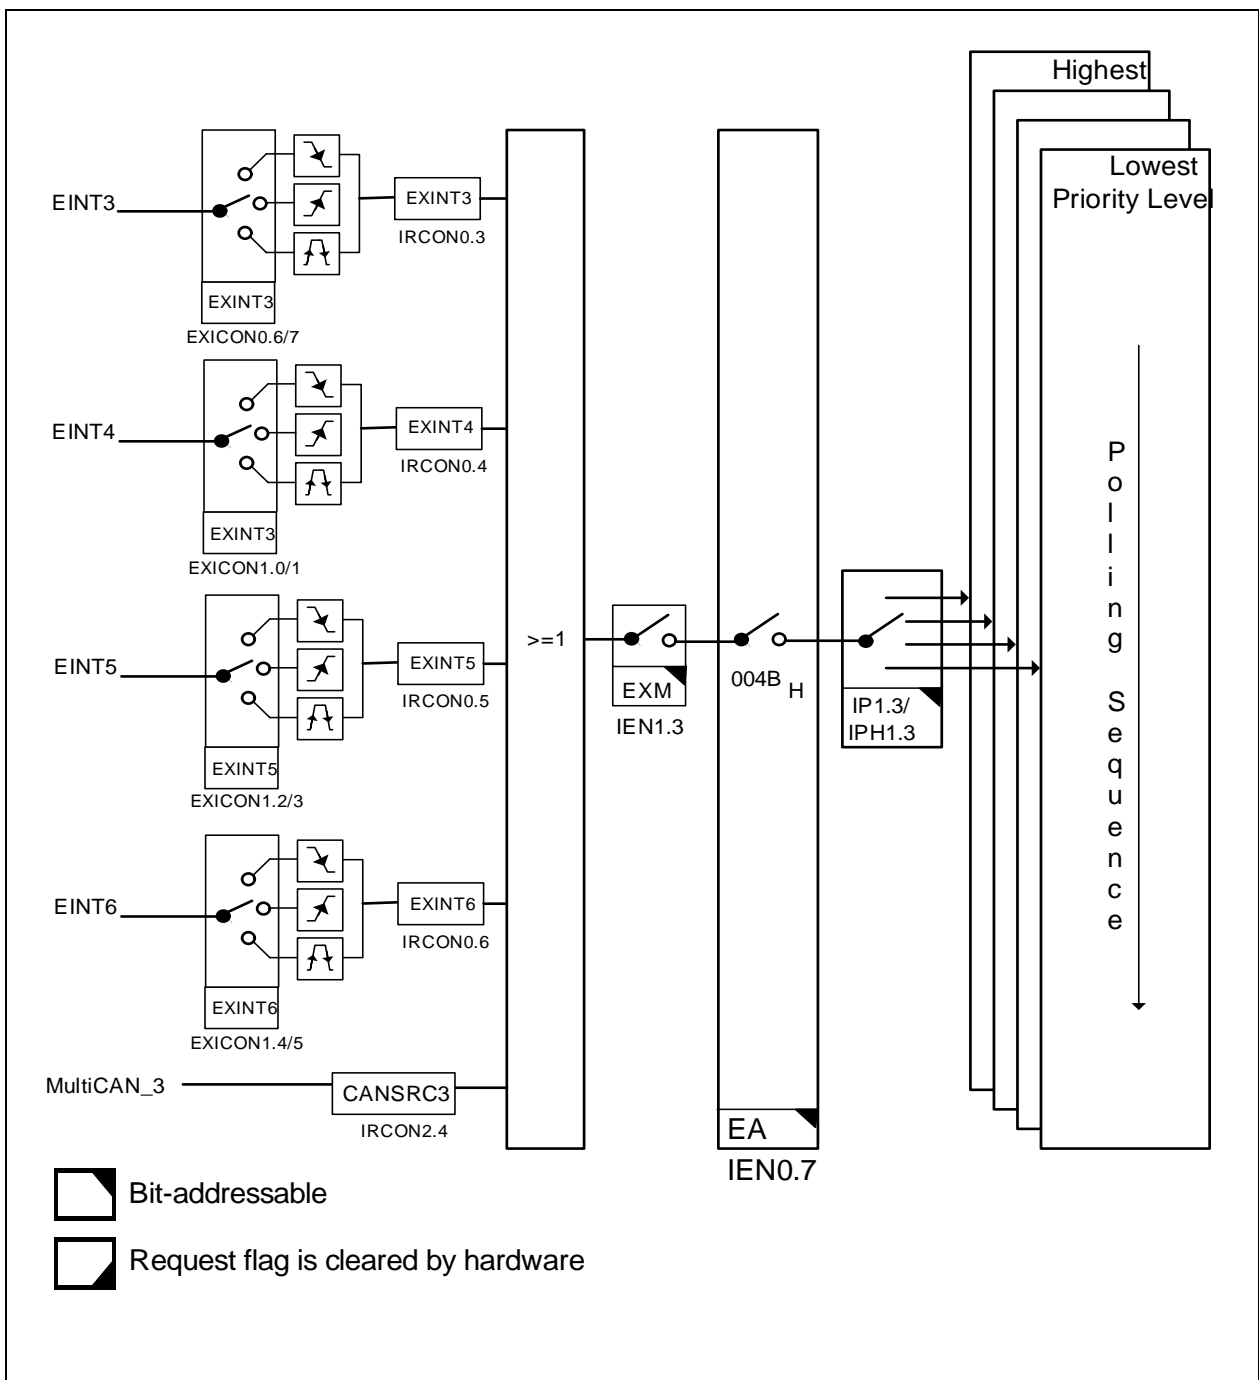 Highest
Lowest
Priority Level
EINT3
EXINT3
IRCON0.3
EXINT3
EXICON0.6/7
EINT4
EXINT4
IRCON0.4
EXINT3
EXICON1.0/1
EINT5
EXINT5
IRCON0.5
EXINT5
EXICON1.2/3
EINT6
EXINT6
IRCON0.6
EXINT6
EXICON1.4/5
MultiCAN_3
CANSRC3
IRCON2.4
>=1
EXM
IEN1.3
004B H
EA
IEN0.7
IP1.3/
IPH1.3
Polling Sequence
Bit-addressable
Request flag is cleared by hardware